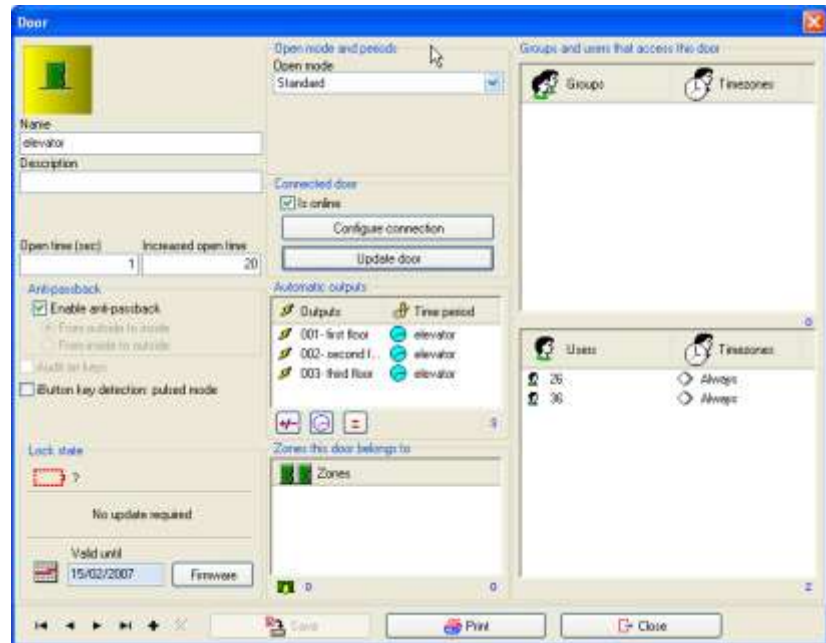 Door
Name
elevator
Description
Open time (sec)
Increased open time
1
20
Anti-passback
Enable anti-passback
From outside to inside
From inside to outside
Audit on keys
iButton key detection: pulsed mode
Lock state
?
No update required
Valid until
15/02/2007
Firmware
Open mode and periods
Open mode
Standard
Connected door
Is online
Configure connection
Update door
Automatic outputs
Outputs
Time period
001- first floor
elevator
002- second f...
elevator
003- third floor
elevator
+/-
=
3
Zones this door belongs to
Zones
0
0
Groups and users that access this door
Groups
Timezones
0
Users
Timezones
26
Always
36
Always
2
Save
Print
Close